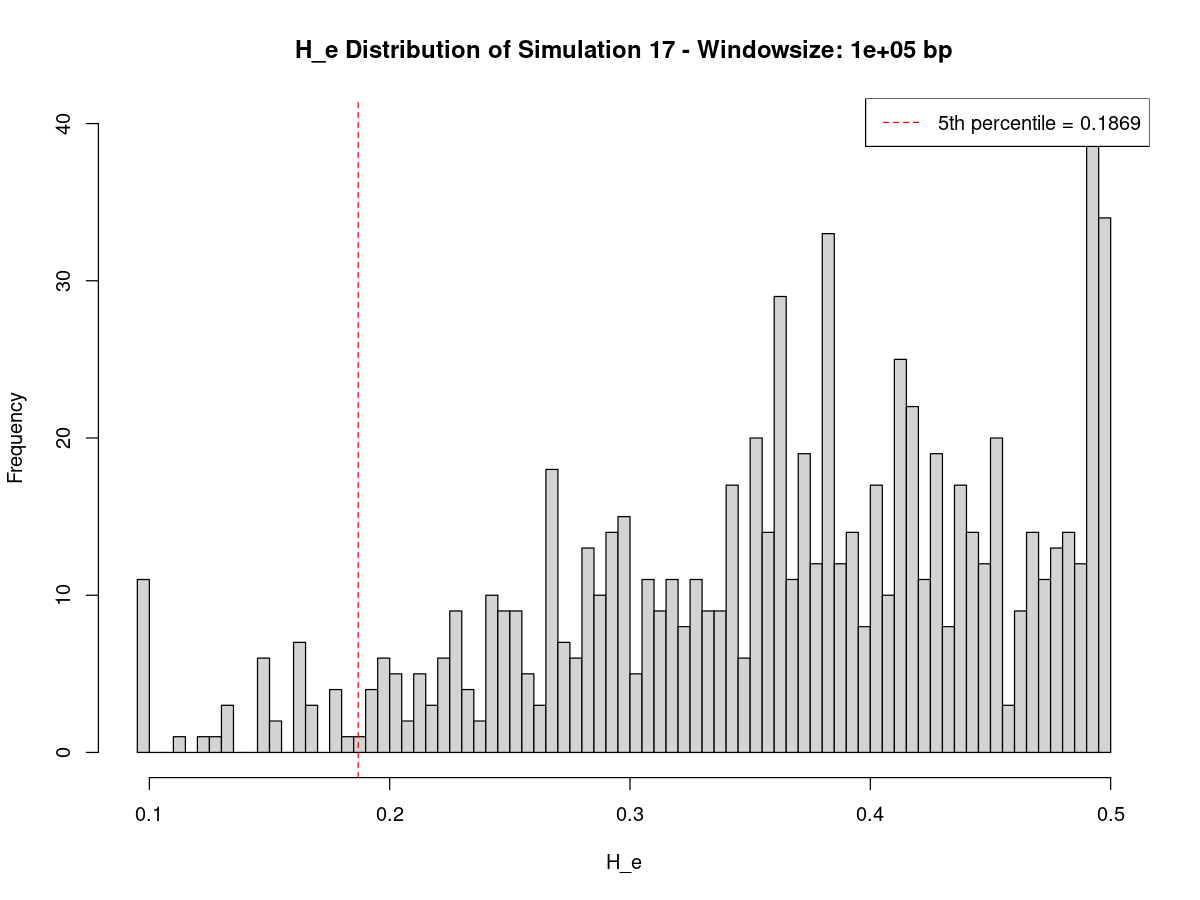 H_e Distribution of Simulation 17 - Windowsize: 1e+05 bp
5th percentile = 0.1869
Frequency
40
30
20
10
0
0.1 0.2 0.3 0.4 0.5
H_e